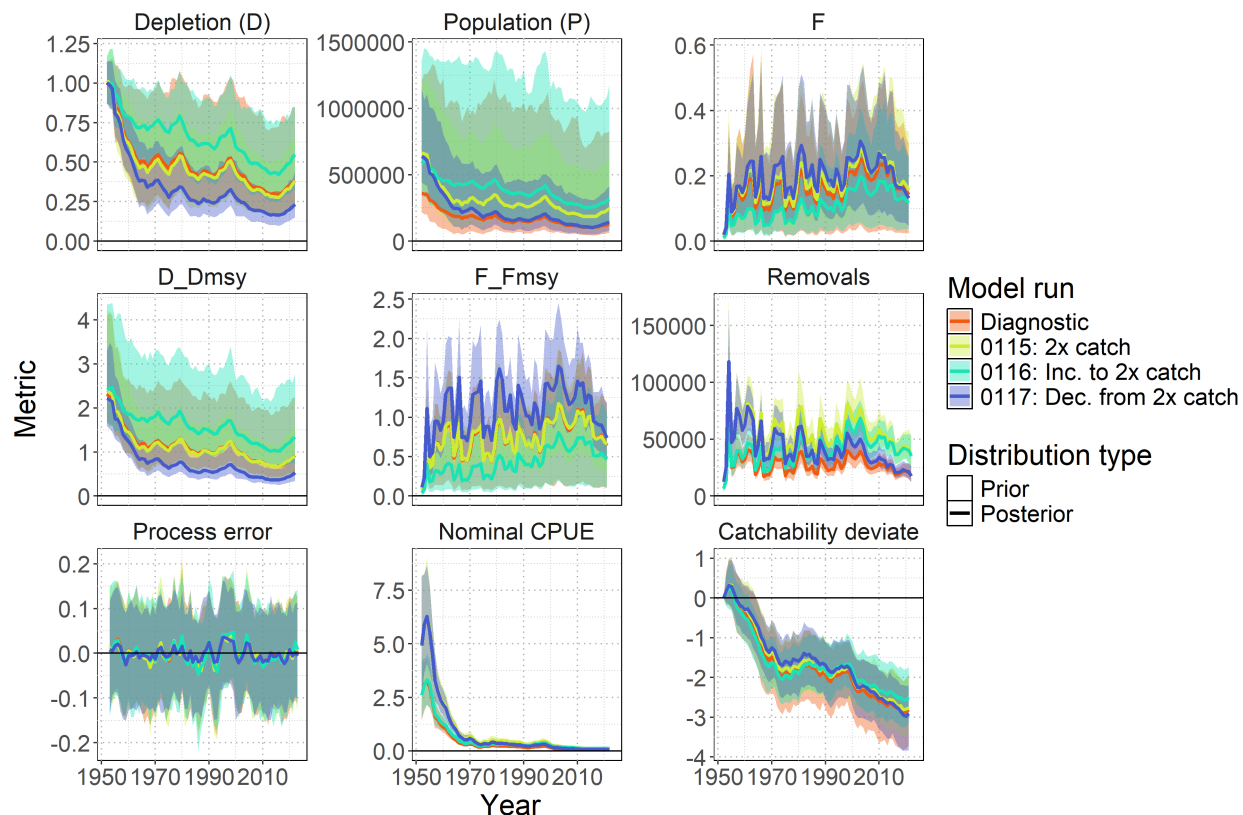 Depletion (D)
Population (P)
F
1.25
1.00
0.75
0.50
0.25
0.00
1500000
1000000
500000
0
0.6
0.4
0.2
0.0
D_Dmsy
F_Fmsy
Removals
4
3
2
1
0
2.5
2.0
1.5
1.0
0.5
0.0
150000
100000
50000
0
Process error
Nominal CPUE
Catchability deviate
0.2
0.1
0.0
-0.1
-0.2
7.5
5.0
2.5
0.0
1
0
-1
-2
-3
-4
1950 1970 1990 2010
1950 1970 1990 2010
1950 1970 1990 2010
Year
Metric
Model run
Diagnostic
0115: 2x catch
0116: Inc. to 2x catch
0117: Dec. from 2x catch
Distribution type
Prior
Posterior